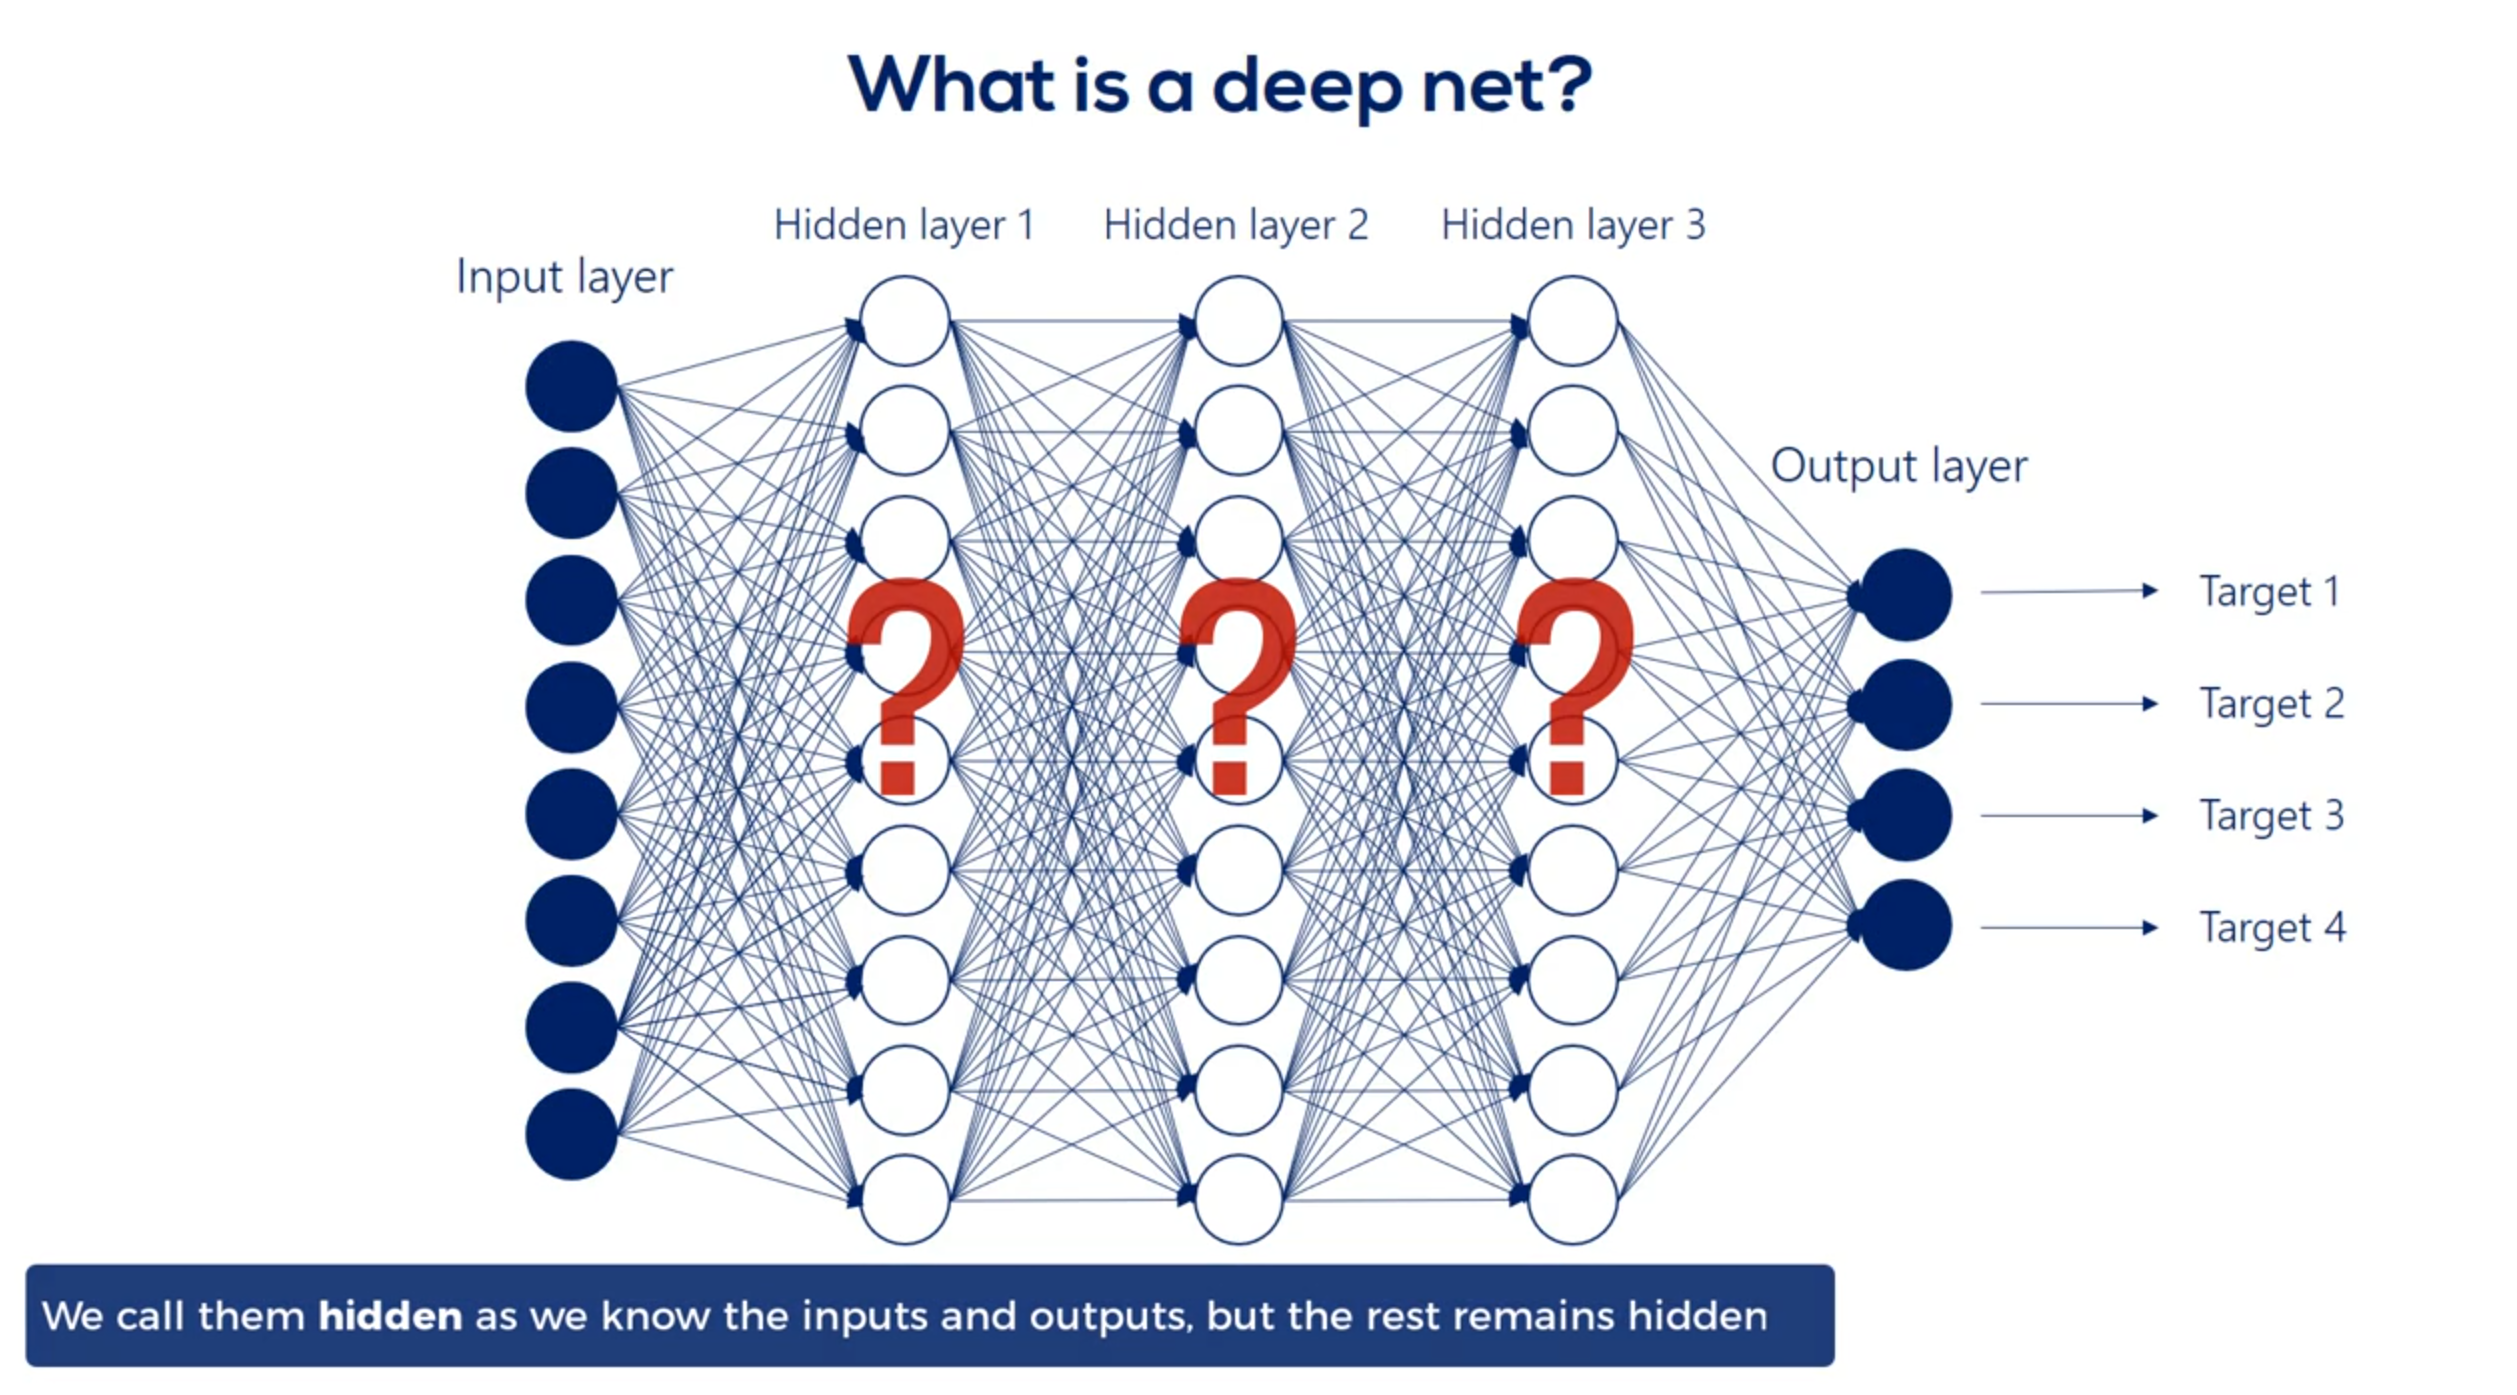 What is a deep net?
Hidden layer 1
Hidden layer 2
Hidden layer 3
Input layer
Output layer
?
?
?
Target 1
Target 2
Target 3
Target 4
We call them hidden as we know the inputs and outputs, but the rest remains hidden